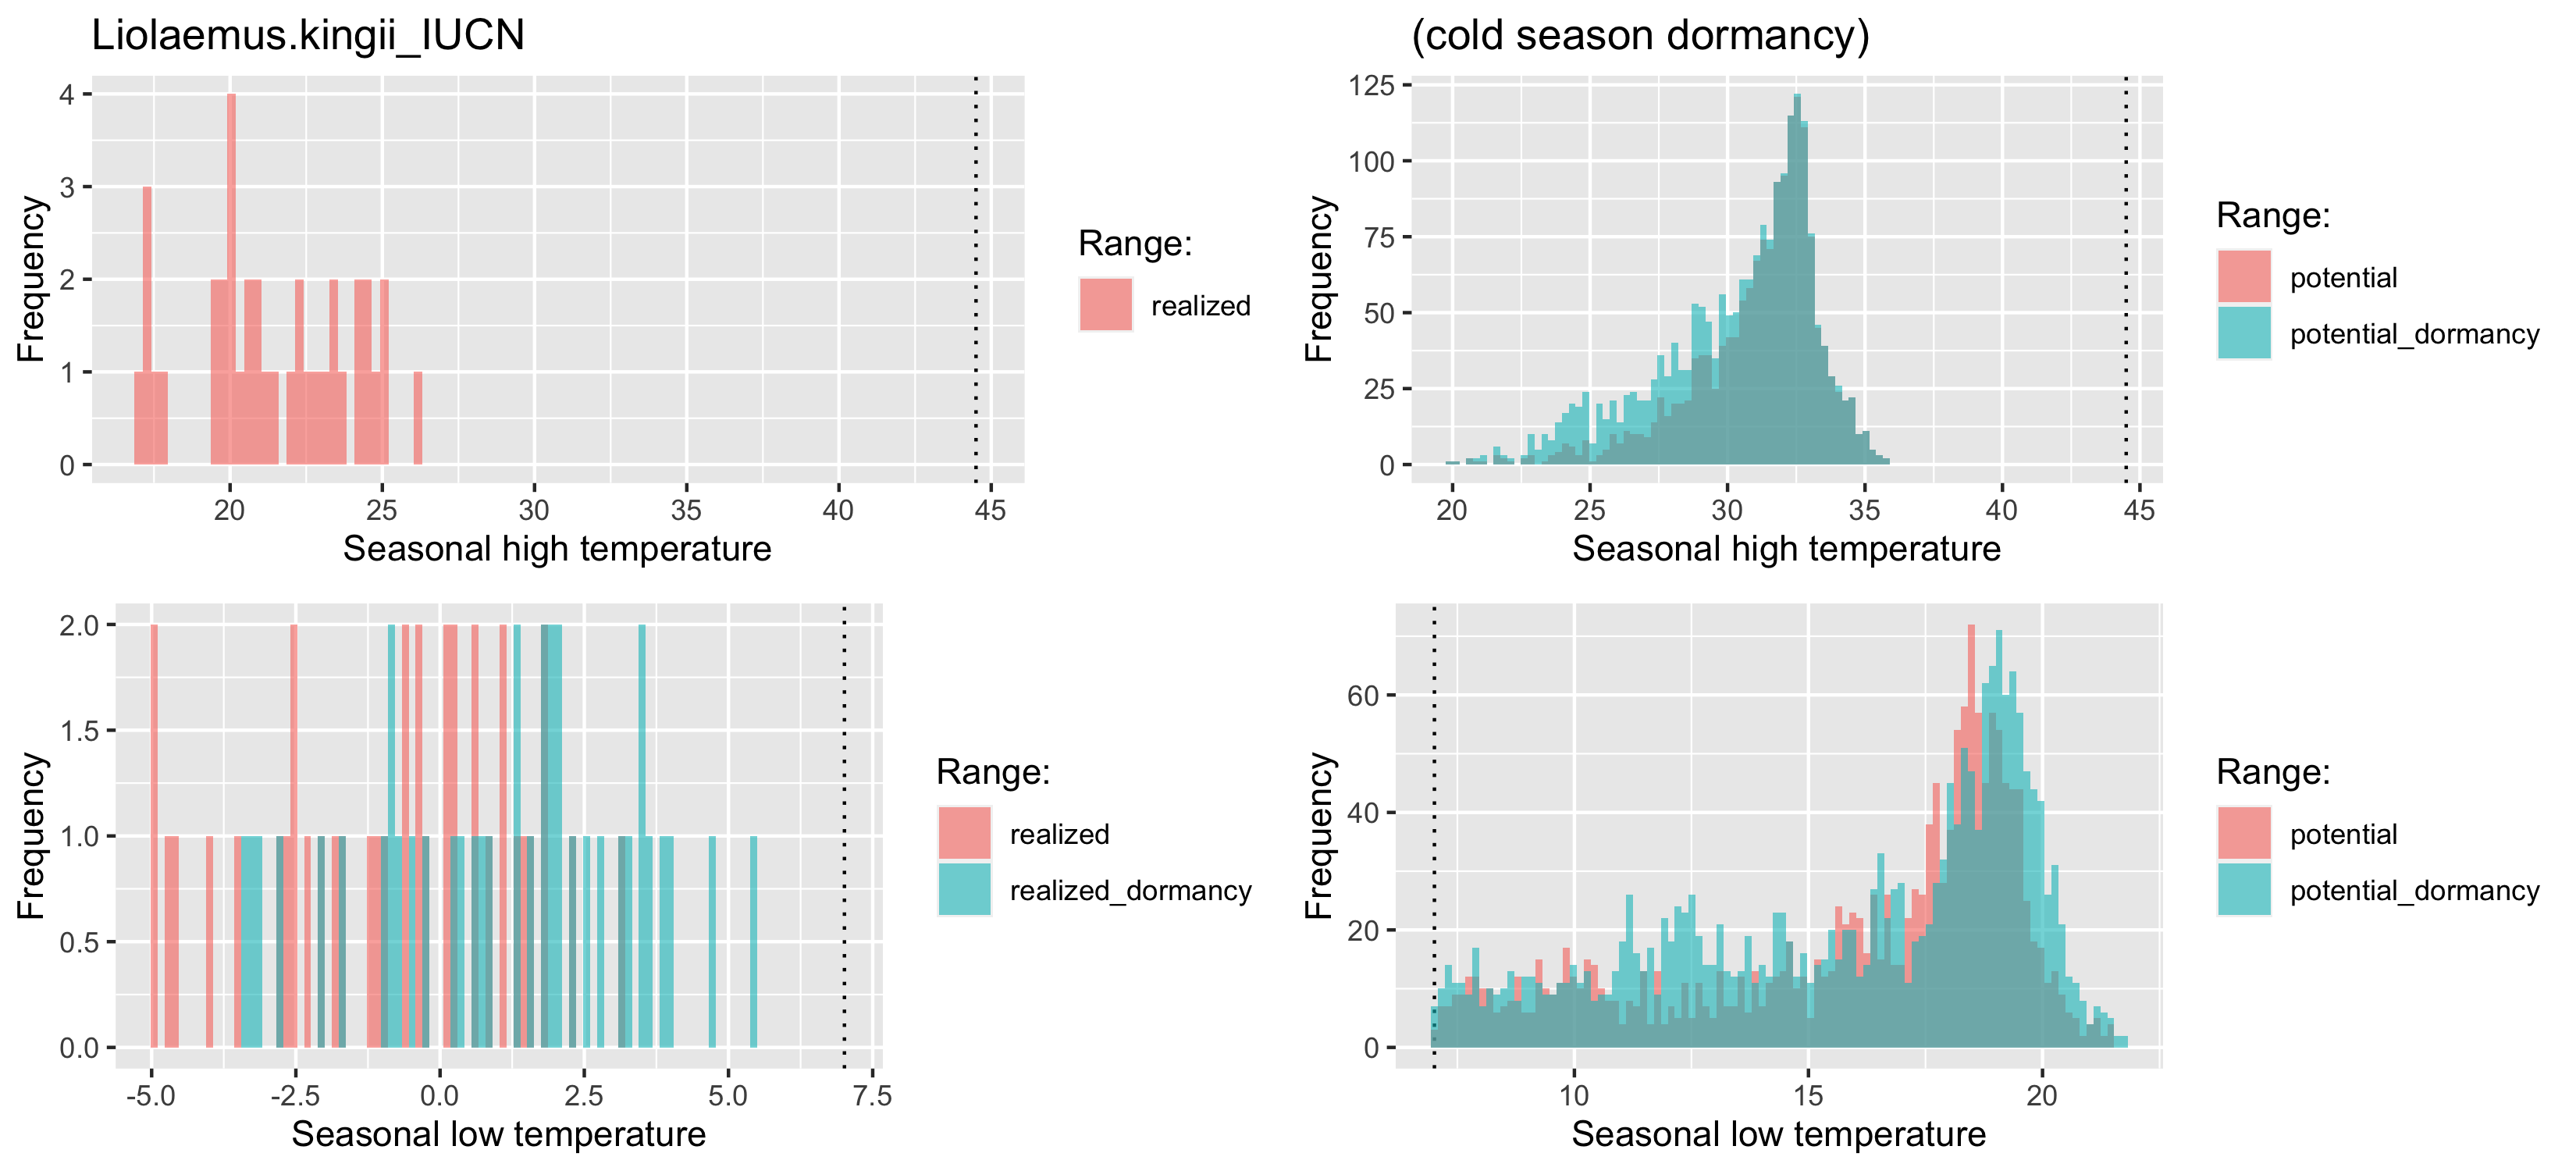 Liolaemus.kingii_IUCN
(cold season dormancy)
4
3
2
1
0
Frequency
20 25 30 35 40 45
Seasonal high temperature
Range:
realized
125
100
75
50
25
0
Frequency
20 25 30 35 40 45
Seasonal high temperature
Range:
potential
potential_dormancy
2.0
1.5
1.0
0.5
0.0
Frequency
-5.0 -2.5 0.0 2.5 5.0 7.5
Seasonal low temperature
Range:
realized
realized_dormancy
60
40
20
0
Frequency
10 15 20
Seasonal low temperature
Range:
potential
potential_dormancy